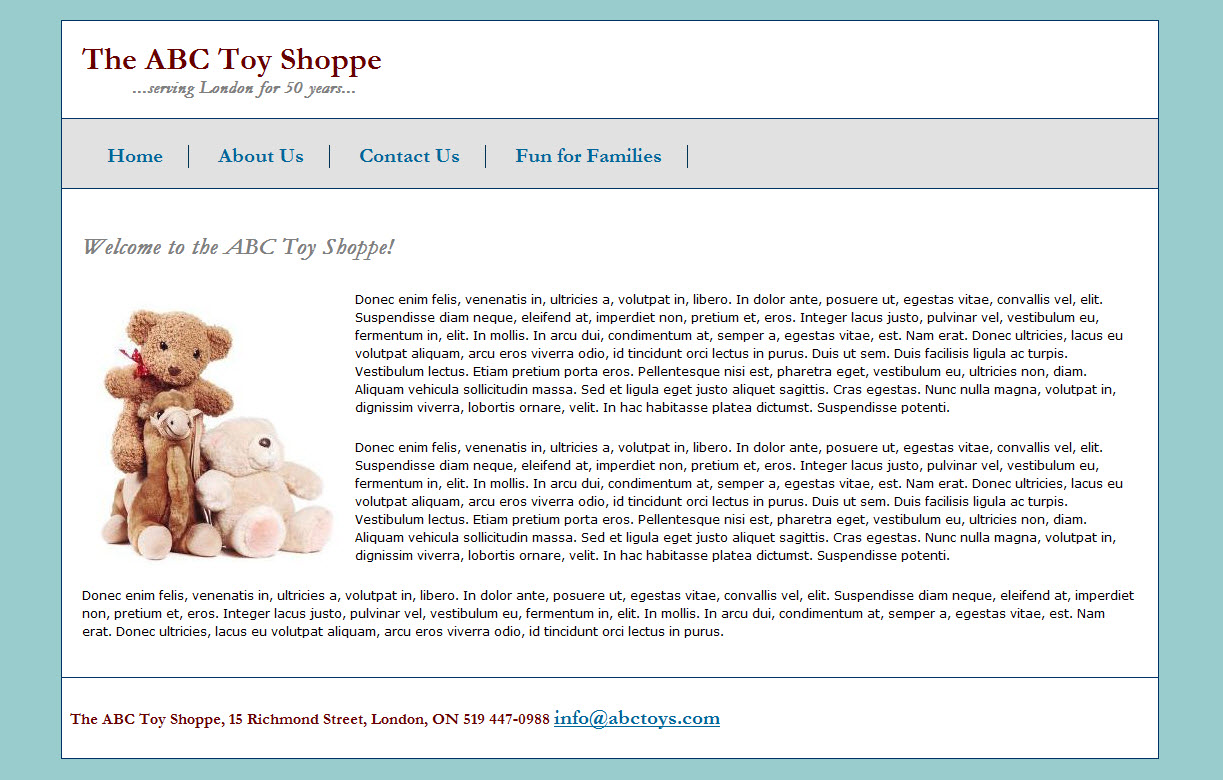 The ABC Toy Shoppe
...serving London for 50 years...
Home About Us Contact Us Fun for Families
Welcome to the ABC Toy Shoppe!
Donec enim felis, venenatis in, ultricies a, volutpat in, libero. In dolor ante, posuere ut, egestas vitae, convallis vel, elit.
Suspendisse diam neque, eleifend at, imperdiet non, pretium et, eros. Integer lacus justo, pulvinar vel, vestibulum eu,
fermentum in, elit. In mollis. In arcu dui, condimentum at, semper a, egestas vitae, est. Nam erat. Donec ultricies, lacus eu
volutpat aliquam, arcu eros viverra odio, id tincidunt orci lectus in purus. Duis ut sem. Duis facilisis ligula ac turpis.
Vestibulum lectus. Etiam pretium porta eros. Pellentesque nisi est, pharetra eget, vestibulum eu, ultricies non, diam.
Aliquam vehicula sollicitudin massa. Sed et ligula eget justo aliquet sagittis. Cras egestas. Nunc nulla magna, volutpat in,
dignissim viverra, lobortis ornare, velit. In hac habitasse platea dictumst. Suspendisse potenti.
Donec enim felis, venenatis in, ultricies a, volutpat in, libero. In dolor ante, posuere ut, egestas vitae, convallis vel, elit.
Suspendisse diam neque, eleifend at, imperdiet non, pretium et, eros. Integer lacus justo, pulvinar vel, vestibulum eu,
fermentum in, elit. In mollis. In arcu dui, condimentum at, semper a, egestas vitae, est. Nam erat. Donec ultricies, lacus eu
volutpat aliquam, arcu eros viverra odio, id tincidunt orci lectus in purus. Duis ut sem. Duis facilisis ligula ac turpis.
Vestibulum lectus. Etiam pretium porta eros. Pellentesque nisi est, pharetra eget, vestibulum eu, ultricies non, diam.
Aliquam vehicula sollicitudin massa. Sed et ligula eget justo aliquet sagittis. Cras egestas. Nunc nulla magna, volutpat in,
dignissim viverra, lobortis ornare, velit. In hac habitasse platea dictumst. Suspendisse potenti.
Donec enim felis, venenatis in, ultricies a, volutpat in, libero. In dolor ante, posuere ut, egestas vitae, convallis vel, elit. Suspendisse diam neque, eleifend at, imperdiet
non, pretium et, eros. Integer lacus justo, pulvinar vel, vestibulum eu, fermentum in, elit. In mollis. In arcu dui, condimentum at, semper a, egestas vitae, est. Nam
erat. Donec ultricies, lacus eu volutpat aliquam, arcu eros viverra odio, id tincidunt orci lectus in purus.
The ABC Toy Shoppe, 15 Richmond Street, London, ON 519 447-0988 info@abctoys.com